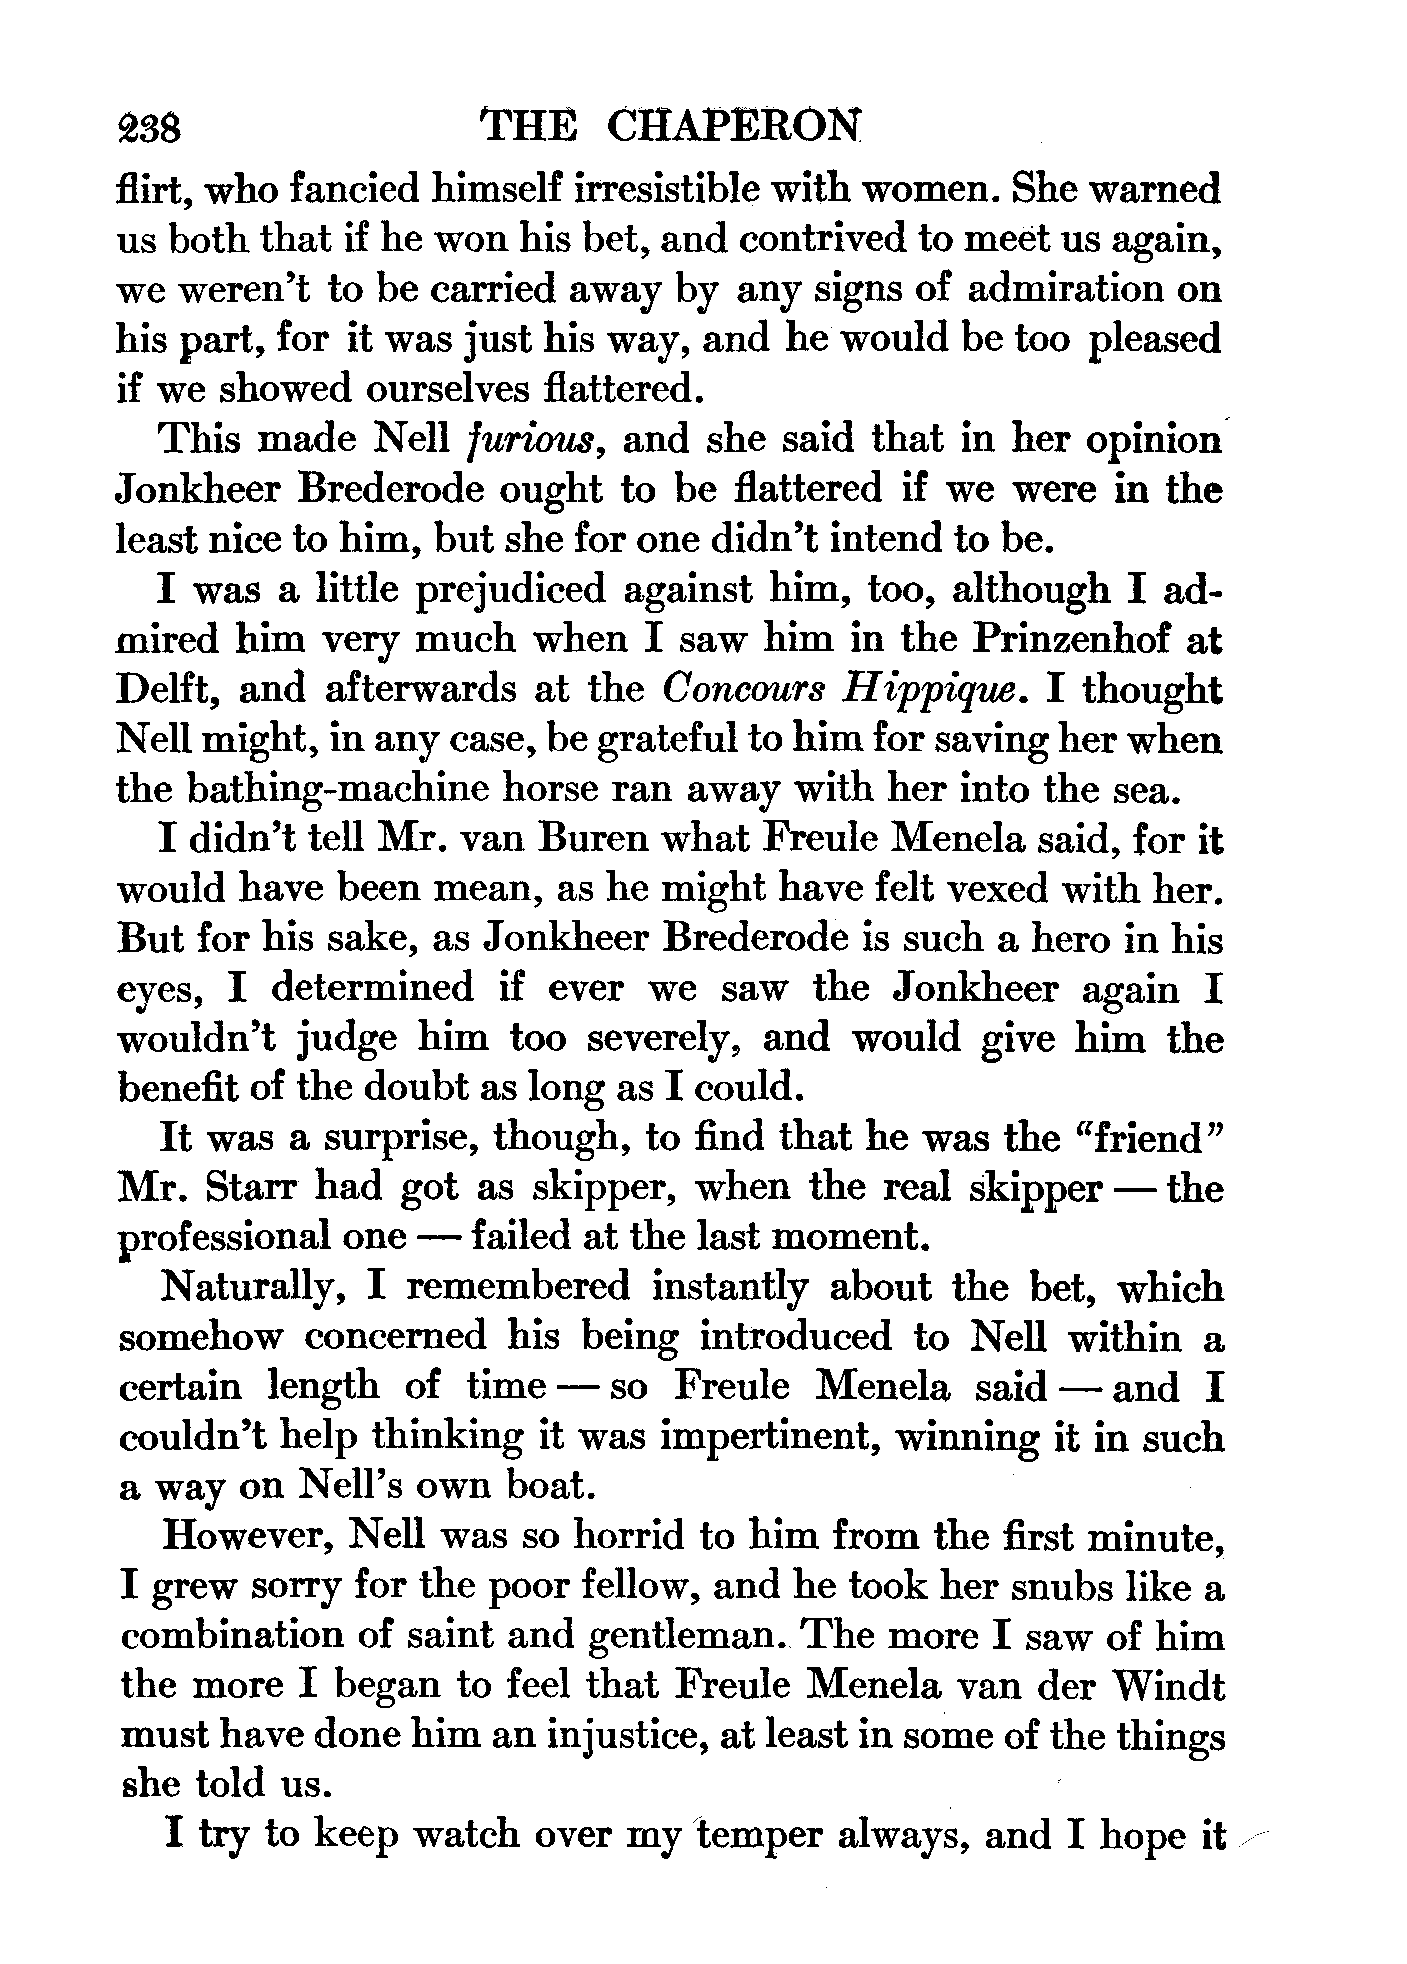 238 THE CHAPERON
flirt, who fancied himself irresistible with women. She warned
us both that if he won his bet, and contrived to meet us again,
we weren't to be carried away by any signs of admiration on
his part, for it was just his way, and he would be too pleased
if we showed ourselves flattered.
This made Nell furious, and she said that in her opinion
Jonkheer Brederode ought to be flattered if we were in the
least nice to him, but she for one didn't intend to be.
I was a little prejudiced against him, too, although I ad-
mired him very much when I saw him in the Prinzenhof at
Delft, and afterwards at the Concours Hippique. I thought
Nell might, in any case, be grateful to him for saving her when
the bathing-machine horse ran away with her into the sea.
I didn't tell Mr. van Buren what Freule Menela said, for it
would have been mean, as he might have felt vexed with her.
But for his sake, as Jonkheer Brederode is such a hero in his
eyes, I determined if ever we saw the Jonkheer again I
wouldn't judge him too severely, and would give him the
benefit of the doubt as long as I could.
It was a surprise, though, to find that he was the "friend"
Mr. Starr had got as skipper, when the real skipper — the
professional one — failed at the last moment.
Naturally, I remembered instantly about the bet, which
somehow concerned his being introduced to Nell within a
certain length of time — so Freule Menela said — and I
couldn't help thinking it was impertinent, winning it in such
a way on Nell's own boat.
However, Nell was so horrid to him from the first minute,
I grew sorry for the poor fellow, and he took her snubs like a
combination of saint and gentleman. The more I saw of him
the more I began to feel that Freule Menela van der Windt
must have done him an injustice, at least in some of the things
she told us.
I try to keep watch over my temper always, and I hope it